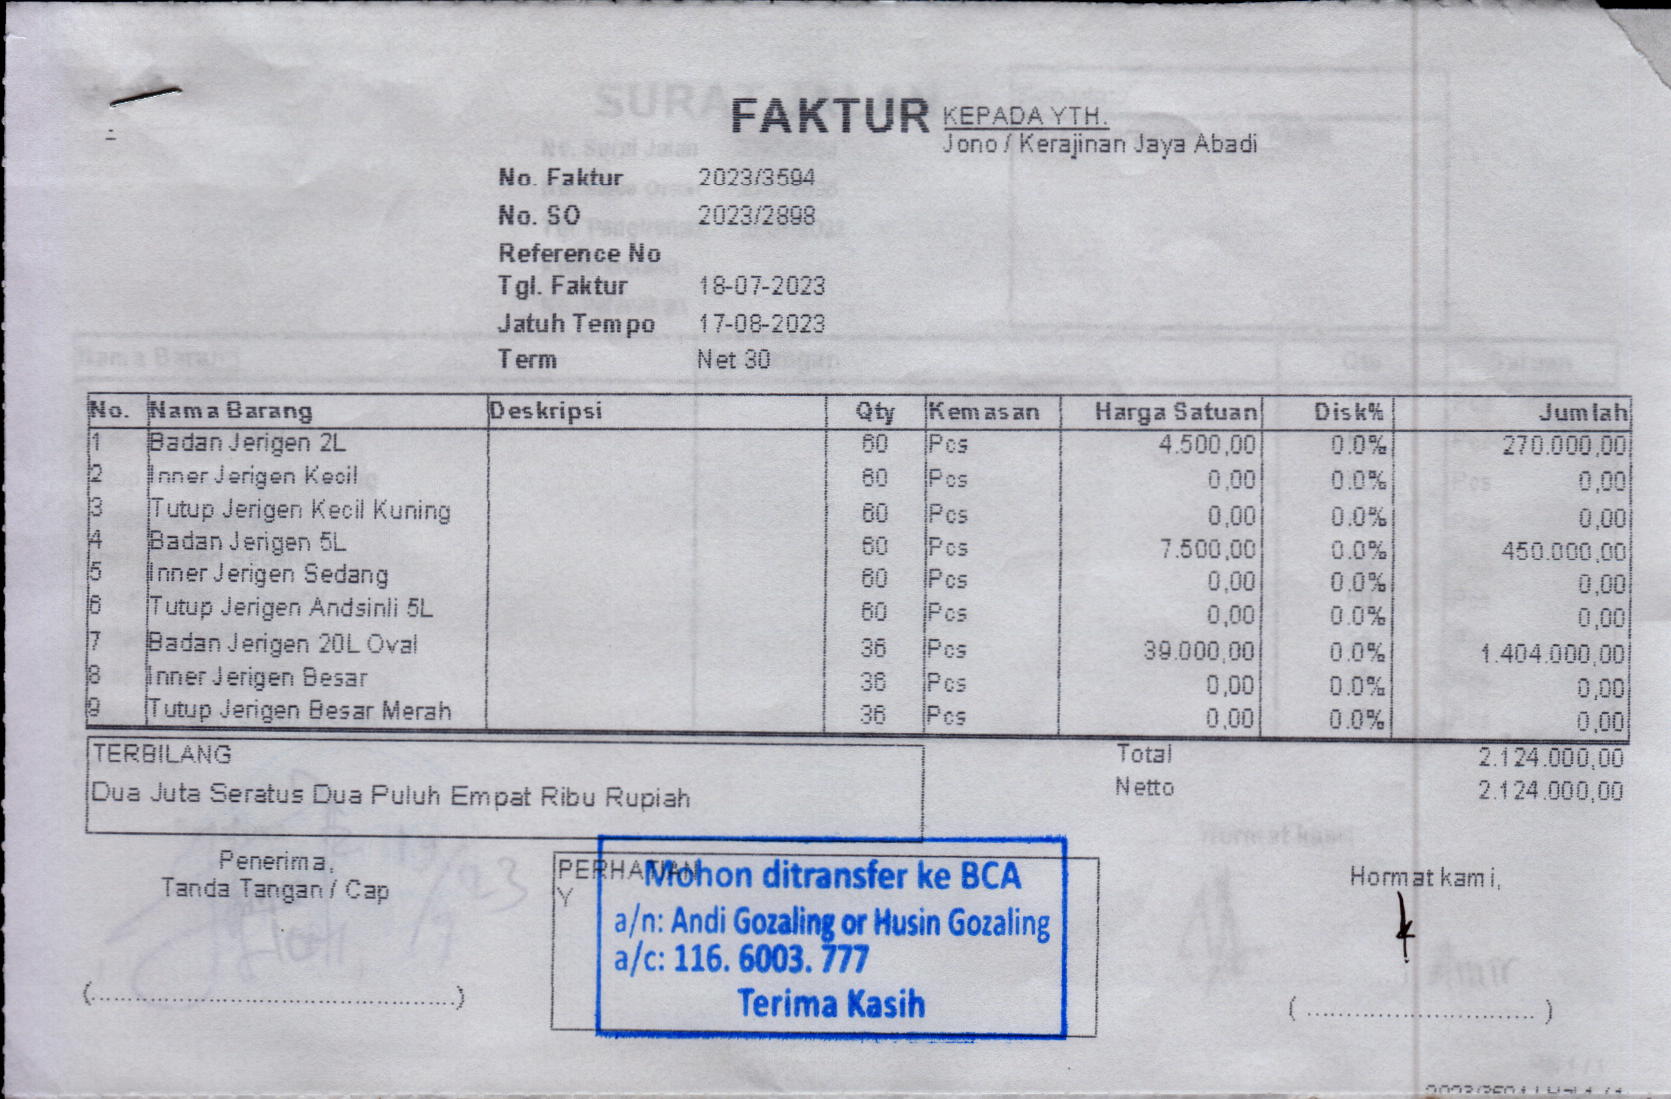 FAKTUR
KEPADA YTH.
Jono / Kerajinan Jaya Abadi
No. Faktur 2023/3594
No. SO 2023/2898
Reference No
Tgl. Faktur 18-07-2023
Jatuh Tempo 17-08-2023
Term Net 30
No. Nama Barang Deskripsi Qty Kemasan Harga Satuan Disk% Jumlah
1 Badan Jerigen 2L 60 Pcs 4.500,00 0.0% 270.000,00
2 Inner Jerigen Kecil 60 Pcs 0,00 0.0% 0,00
3 Tutup Jerigen Kecil Kuning 60 Pcs 0,00 0.0% 0,00
4 Badan Jerigen 5L 60 Pcs 7.500,00 0.0% 450.000,00
5 Inner Jerigen Sedang 60 Pcs 0,00 0.0% 0,00
6 Tutup Jerigen Andsinli 5L 60 Pcs 0,00 0.0% 0,00
7 Badan Jerigen 20L Oval 36 Pcs 39.000,00 0.0% 1.404.000,00
8 Inner Jerigen Besar 36 Pcs 0,00 0.0% 0,00
9 Tutup Jerigen Besar Merah 36 Pcs 0,00 0.0% 0,00
TERBILANG
Dua Juta Seratus Dua Puluh Empat Ribu Rupiah
Total 2.124.000,00
Netto 2.124.000,00
Penerima,
Tanda Tangan / Cap
PERHATIAN
Y
Mohon ditransfer ke BCA
a/n: Andi Gozaling or Husin Gozaling
a/c: 116. 6003. 777
Terima Kasih
Hormat kami,